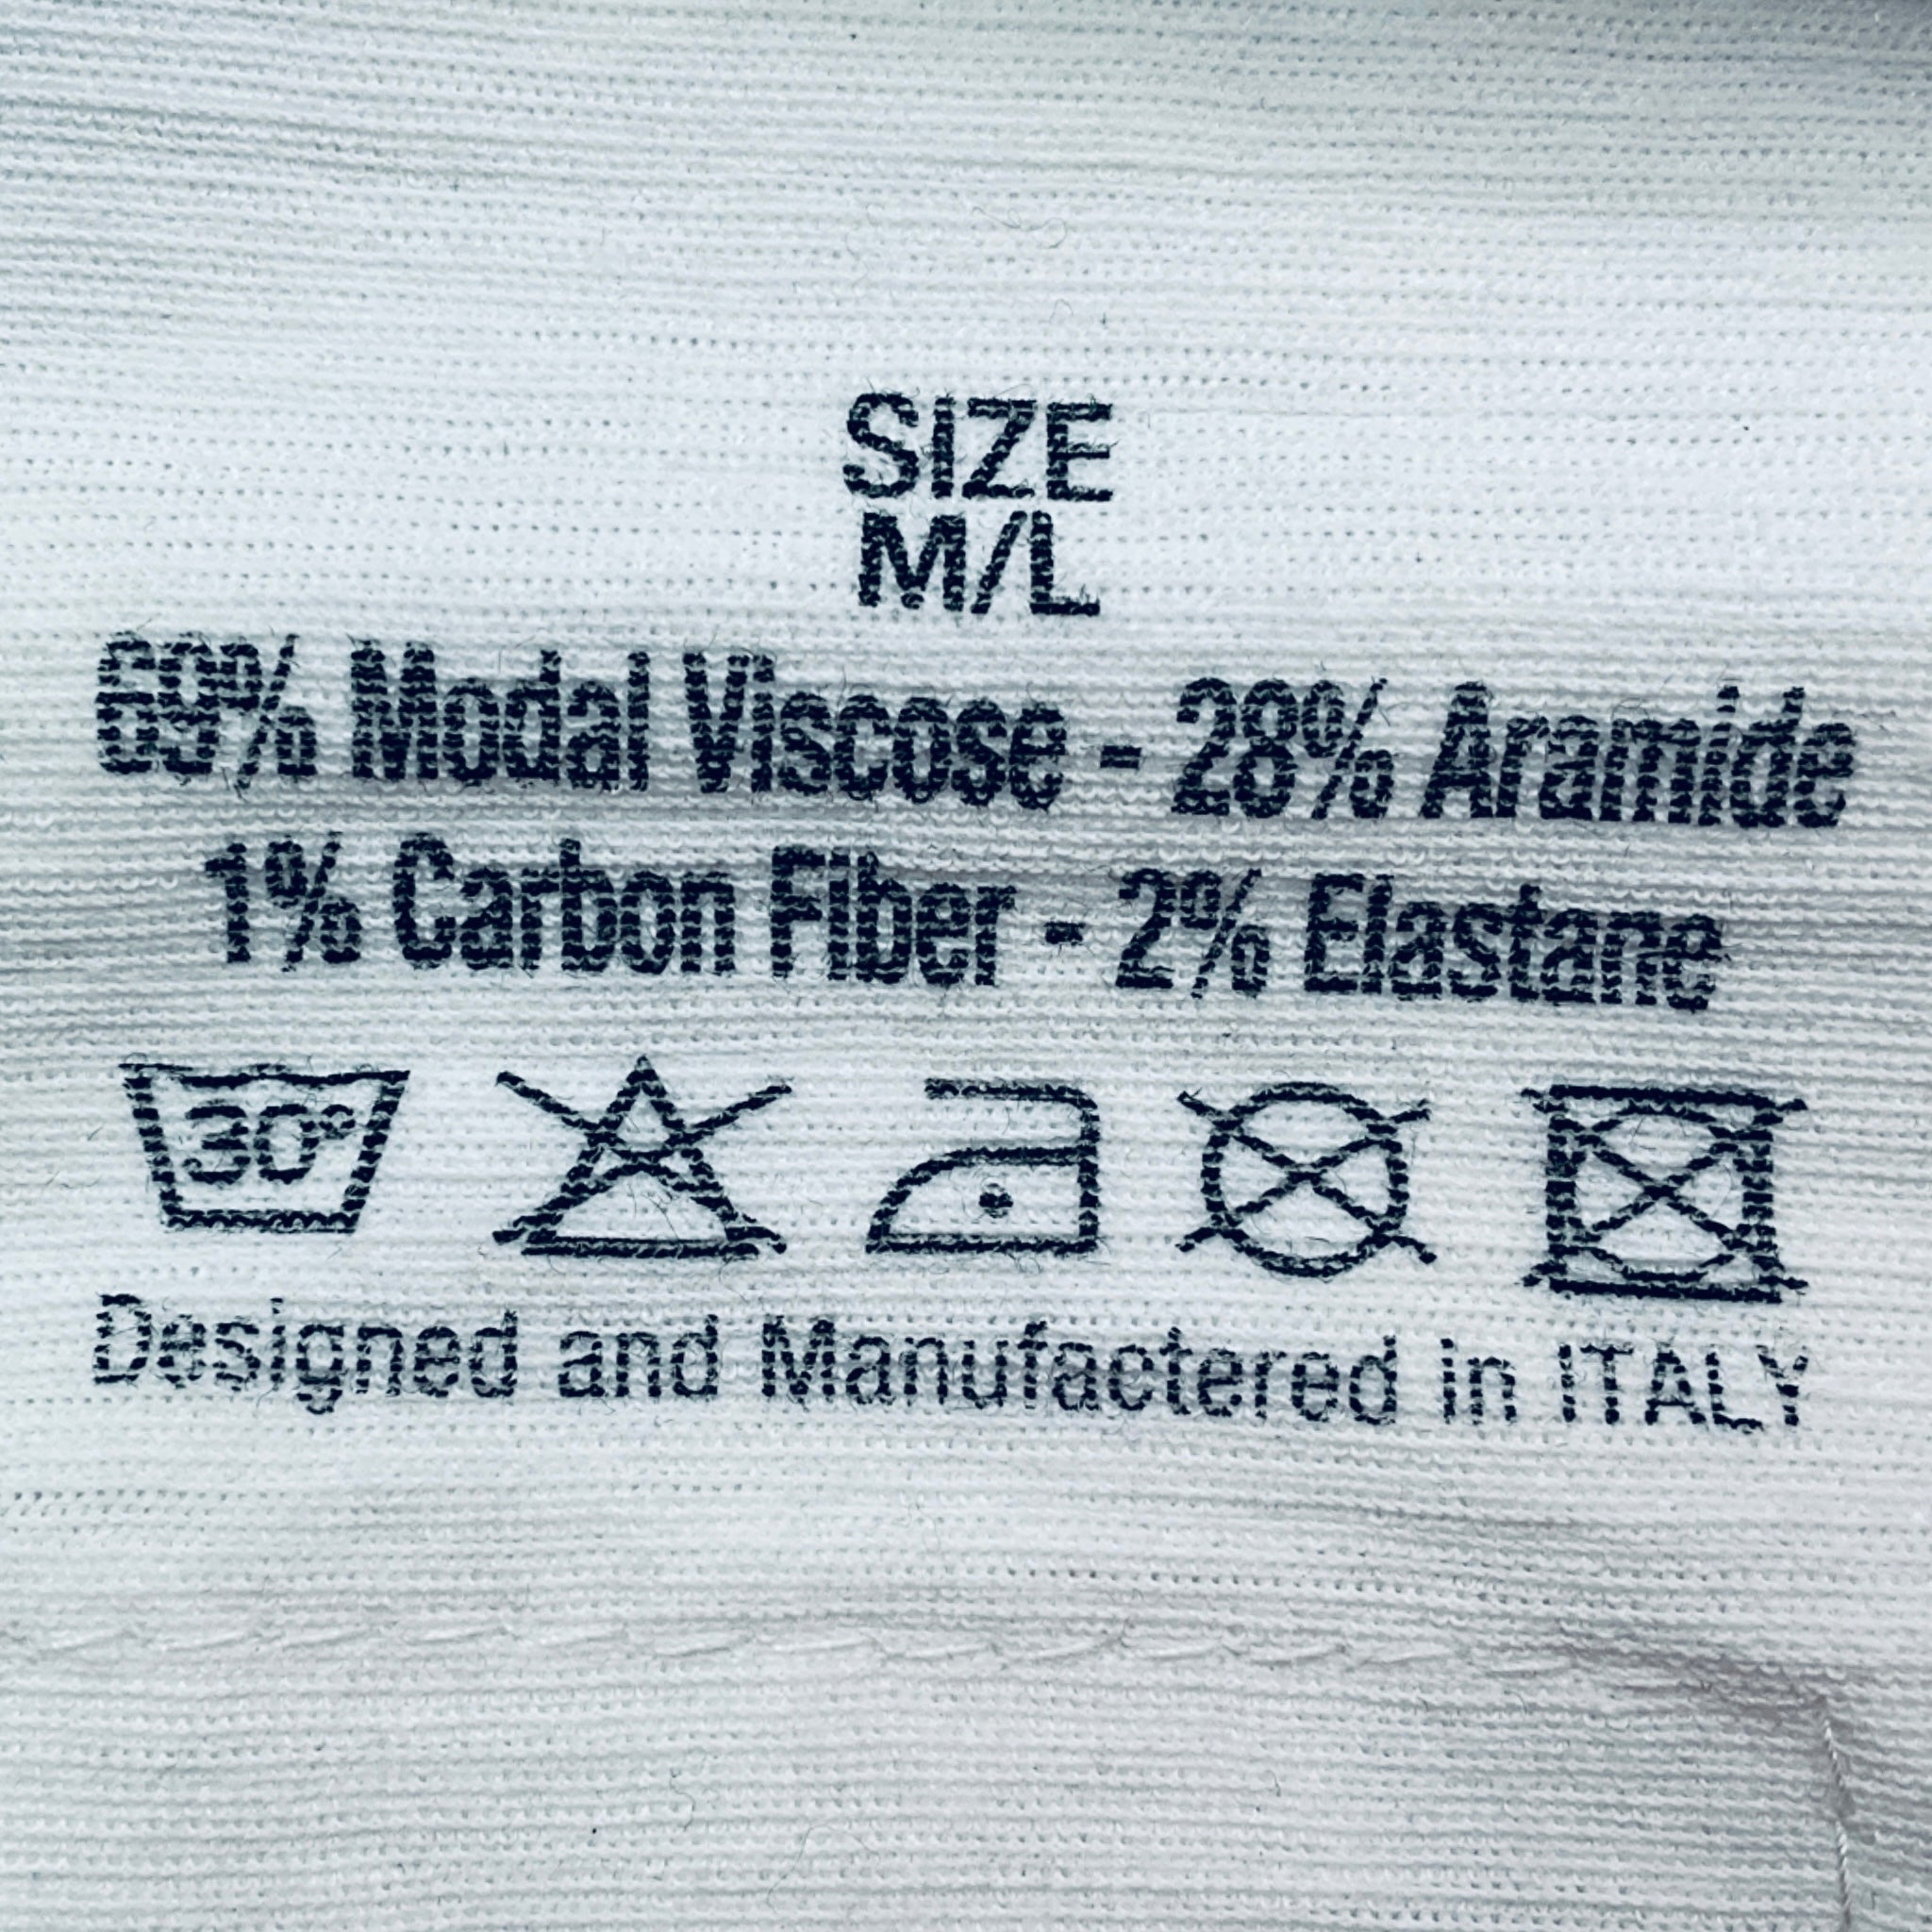 SIZE
M/L
69% Modal Viscose - 28% Aramide
1% Carbon Fiber - 2% Elastane
30°
Designed and Manufactered in ITALY